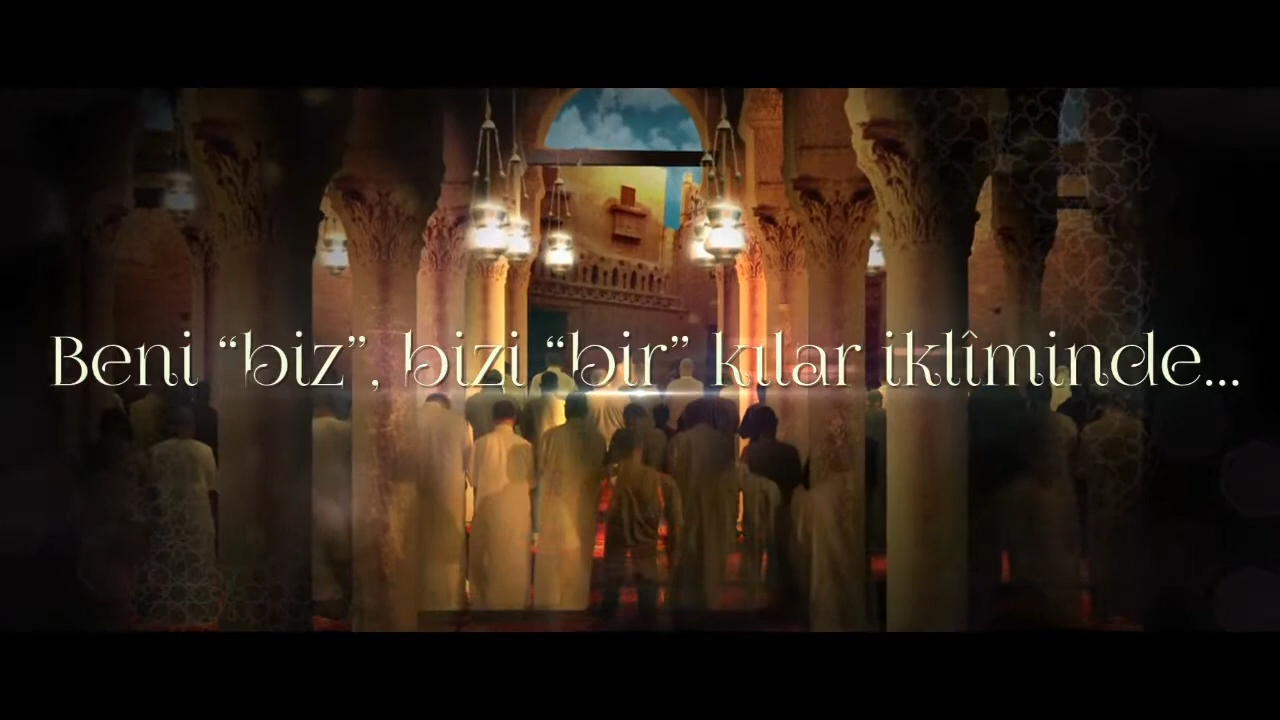 Beni “biz”, bizi “bir” kılar iklîminde...